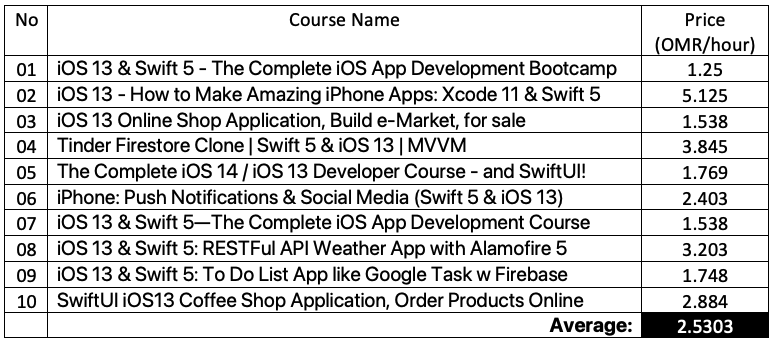 No Course Name Price
(OMR/hour)
01 iOS 13 & Swift 5 - The Complete iOS App Development Bootcamp 1.25
02 iOS 13 - How to Make Amazing iPhone Apps: Xcode 11 & Swift 5 5.125
03 iOS 13 Online Shop Application, Build e-Market, for sale 1.538
04 Tinder Firestore Clone | Swift 5 & iOS 13 | MVVM 3.845
05 The Complete iOS 14 / iOS 13 Developer Course - and SwiftUI! 1.769
06 iPhone: Push Notifications & Social Media (Swift 5 & iOS 13) 2.403
07 iOS 13 & Swift 5—The Complete iOS App Development Course 1.538
08 iOS 13 & Swift 5: RESTFul API Weather App with Alamofire 5 3.203
09 iOS 13 & Swift 5: To Do List App like Google Task w Firebase 1.748
10 SwiftUI iOS13 Coffee Shop Application, Order Products Online 2.884
Average: 2.5303